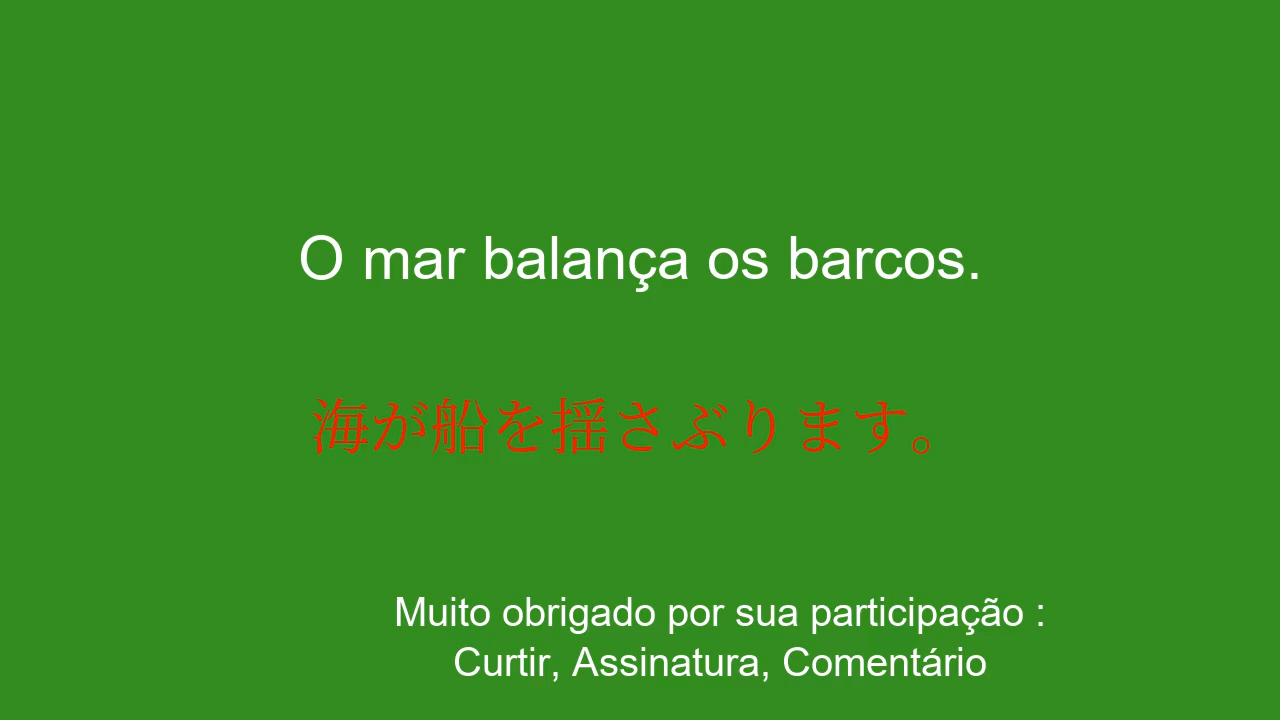 O mar balança os barcos.
海が船を揺さぶります。
Muito obrigado por sua participação :
Curtir, Assinatura, Comentário